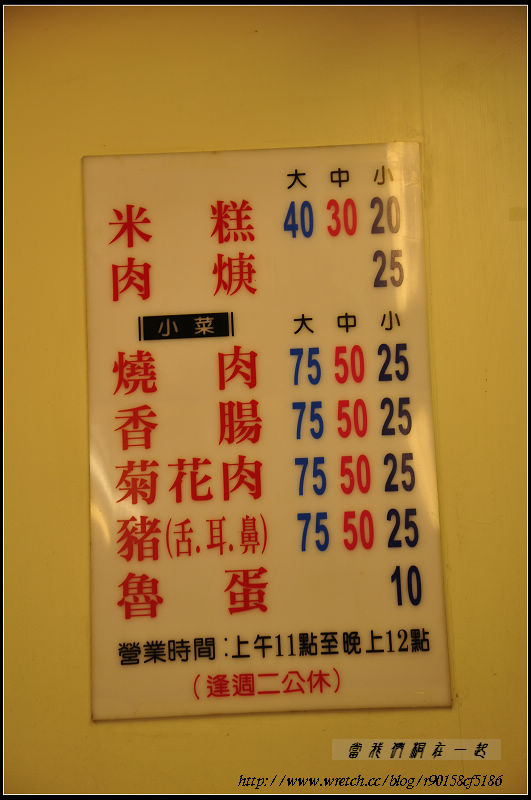 大 中 小
米糕 40 30 20
肉焿 25
小菜 大 中 小
燒肉 75 50 25
香腸 75 50 25
菊花肉 75 50 25
豬(舌.耳.鼻) 75 50 25
魯蛋 10
營業時間:上午11點至晚上12點
(逢週二公休)
當我們膩在一起
http://www.wretch.cc/blog/r90158cf5186